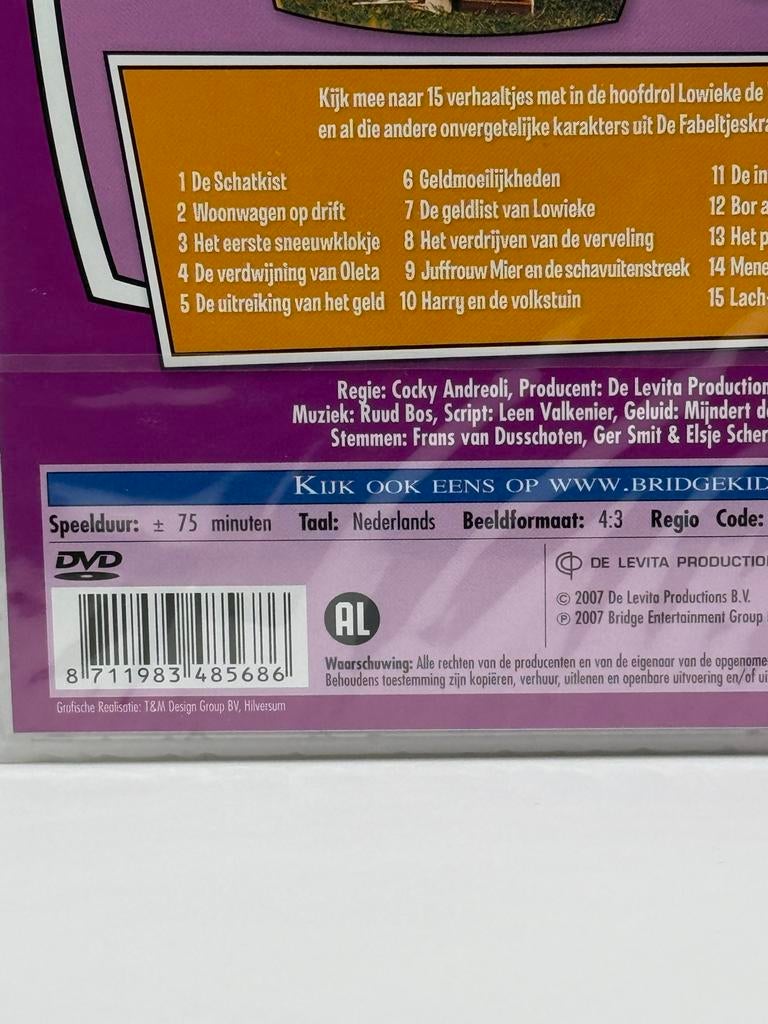 Kijk mee naar 15 verhaaltjes met in de hoofdrol Lowieke de
en al die andere onvergetelijke karakters uit De Fabeltjeskra
1 De Schatkist
2 Woonwagen op drift
3 Het eerste sneeuwklokje
4 De verdwijning van Oleta
5 De uitreiking van het geld
6 Geldmoeilijkheden
7 De geldlist van Lowieke
8 Het verdrijven van de verveling
9 Juffrouw Mier en de schavuitenstreek
10 Harry en de volkstuin
11 De in
12 Bor a
13 Het p
14 Mene
15 Lach-
Regie: Cocky Andreoli, Producent: De Levita Production
Muziek: Ruud Bos, Script: Leen Valkenier, Geluid: Mijndert d
Stemmen: Frans van Dusschoten, Ger Smit & Elsje Scher
KIJK OOK EENS OP WWW.BRIDGEKID
Speelduur: ± 75 minuten Taal: Nederlands Beeldformaat: 4:3 Regio Code:
DVD
8 711983 485686
AL
DE LEVITA PRODUCTIO
© 2007 De Levita Productions B.V.
℗ 2007 Bridge Entertainment Group
Waarschuwing: Alle rechten van de producenten en van de eigenaar van de opgenome
Behoudens toestemming zijn kopiëren, verhuur, uitlenen en openbare uitvoering en/of ui
Grafische Realisatie: T&M Design Group BV, Hilversum